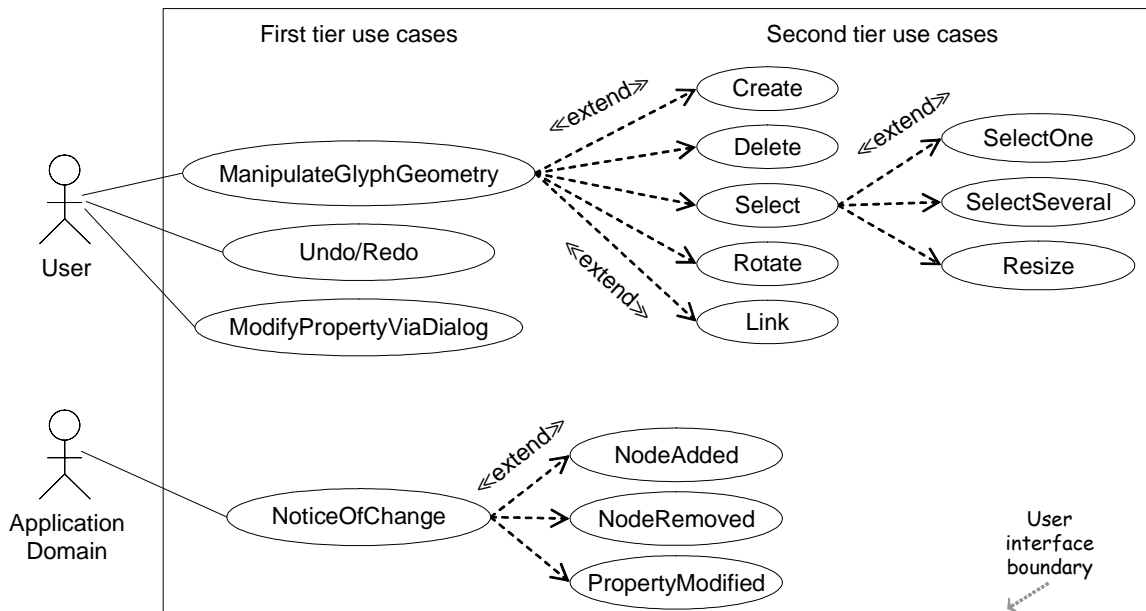 First tier use cases
Second tier use cases
«extend»
Create
Delete
«extend»
SelectOne
ManipulateGlyphGeometry
Select
SelectSeveral
User
Undo/Redo
Rotate
Resize
«extend»
ModifyPropertyViaDialog
Link
«extend»
NodeAdded
Application
Domain
NoticeOfChange
NodeRemoved
PropertyModified
User
interface
boundary